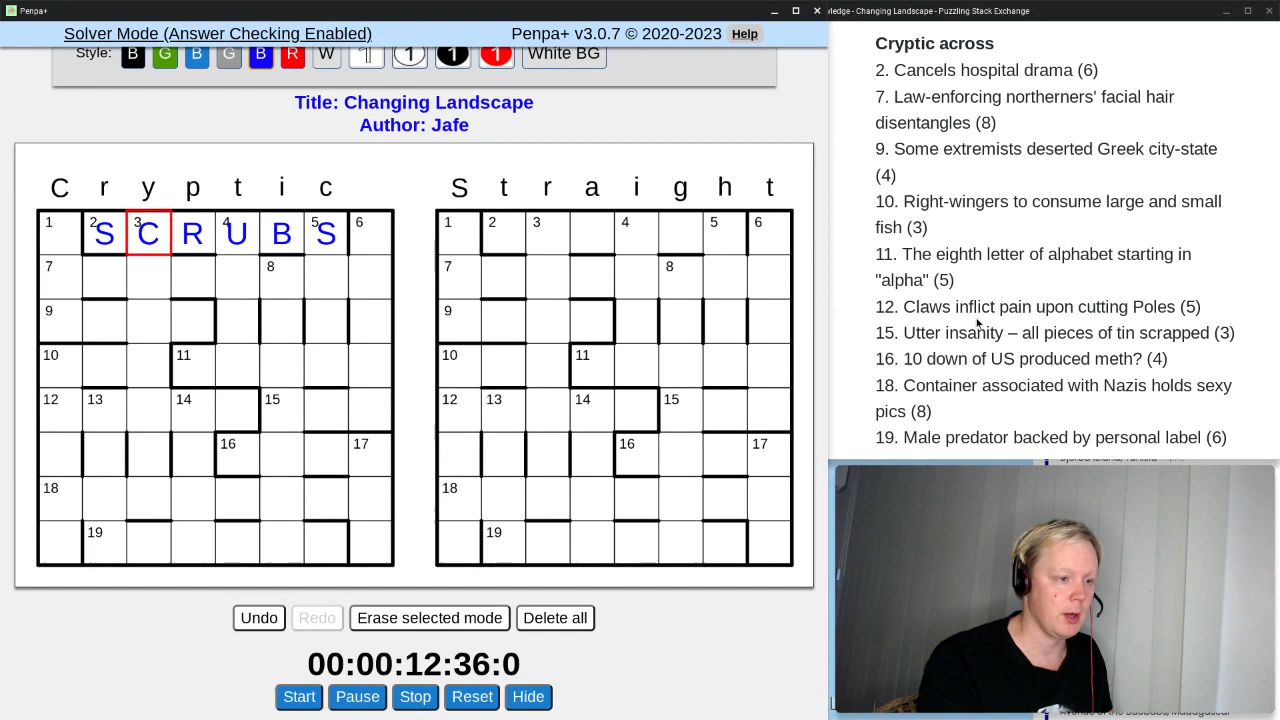 Penpa+
Solver Mode (Answer Checking Enabled)
Penpa+ v3.0.7 © 2020-2023
Help
Style:
B G B G B R W 1 1 1 1
White BG
Title: Changing Landscape
Author: Jafe
C r y p t i c
S t r a i g h t
1 2 3 4 5 6
S C R U B S
7 8
9
10 11
12 13 14 15
16 17
18
19
1 2 3 4 5 6
7 8
9
10 11
12 13 14 15
16 17
18
19
Undo
Redo
Erase selected mode
Delete all
00:00:12:36:0
Start
Pause
Stop
Reset
Hide
wledge - Changing Landscape - Puzzling Stack Exchange
Cryptic across
2. Cancels hospital drama (6)
7. Law-enforcing northerners' facial hair
disentangles (8)
9. Some extremists deserted Greek city-state
(4)
10. Right-wingers to consume large and small
fish (3)
11. The eighth letter of alphabet starting in
"alpha" (5)
12. Claws inflict pain upon cutting Poles (5)
15. Utter insanity – all pieces of tin scrapped (3)
16. 10 down of US produced meth? (4)
18. Container associated with Nazis holds sexy
pics (8)
19. Male predator backed by personal label (6)